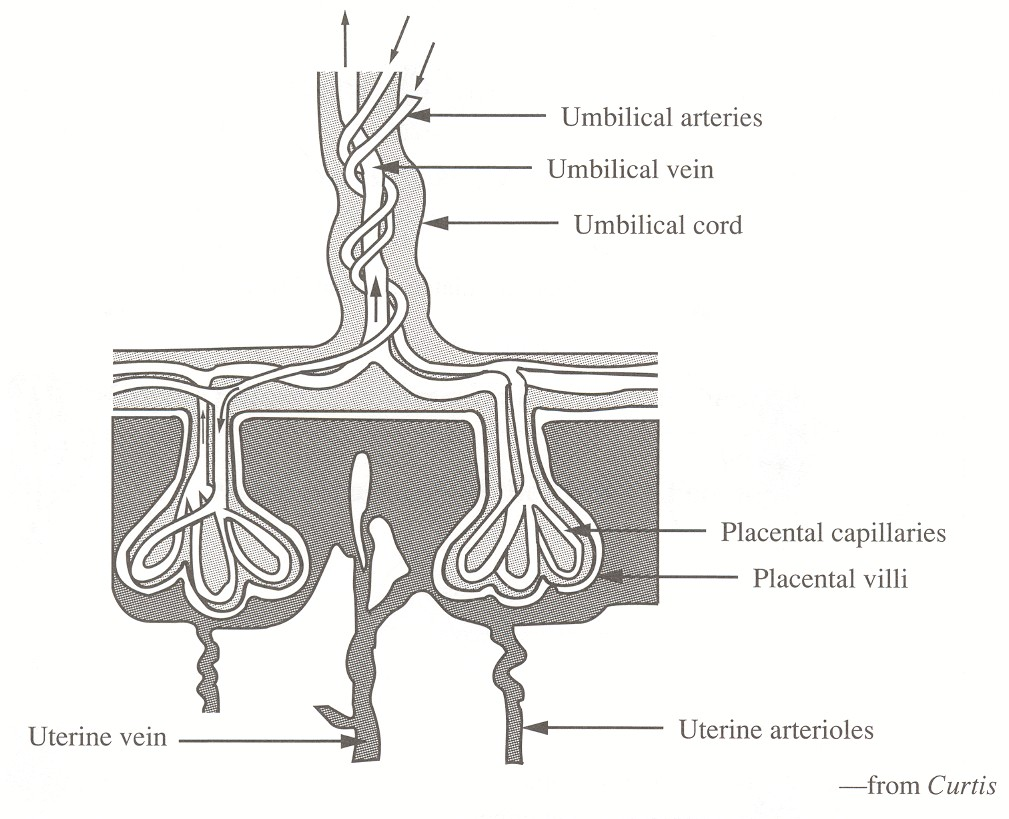 Umbilical arteries
Umbilical vein
Umbilical cord
Placental capillaries
Placental villi
Uterine vein
Uterine arterioles
—from Curtis